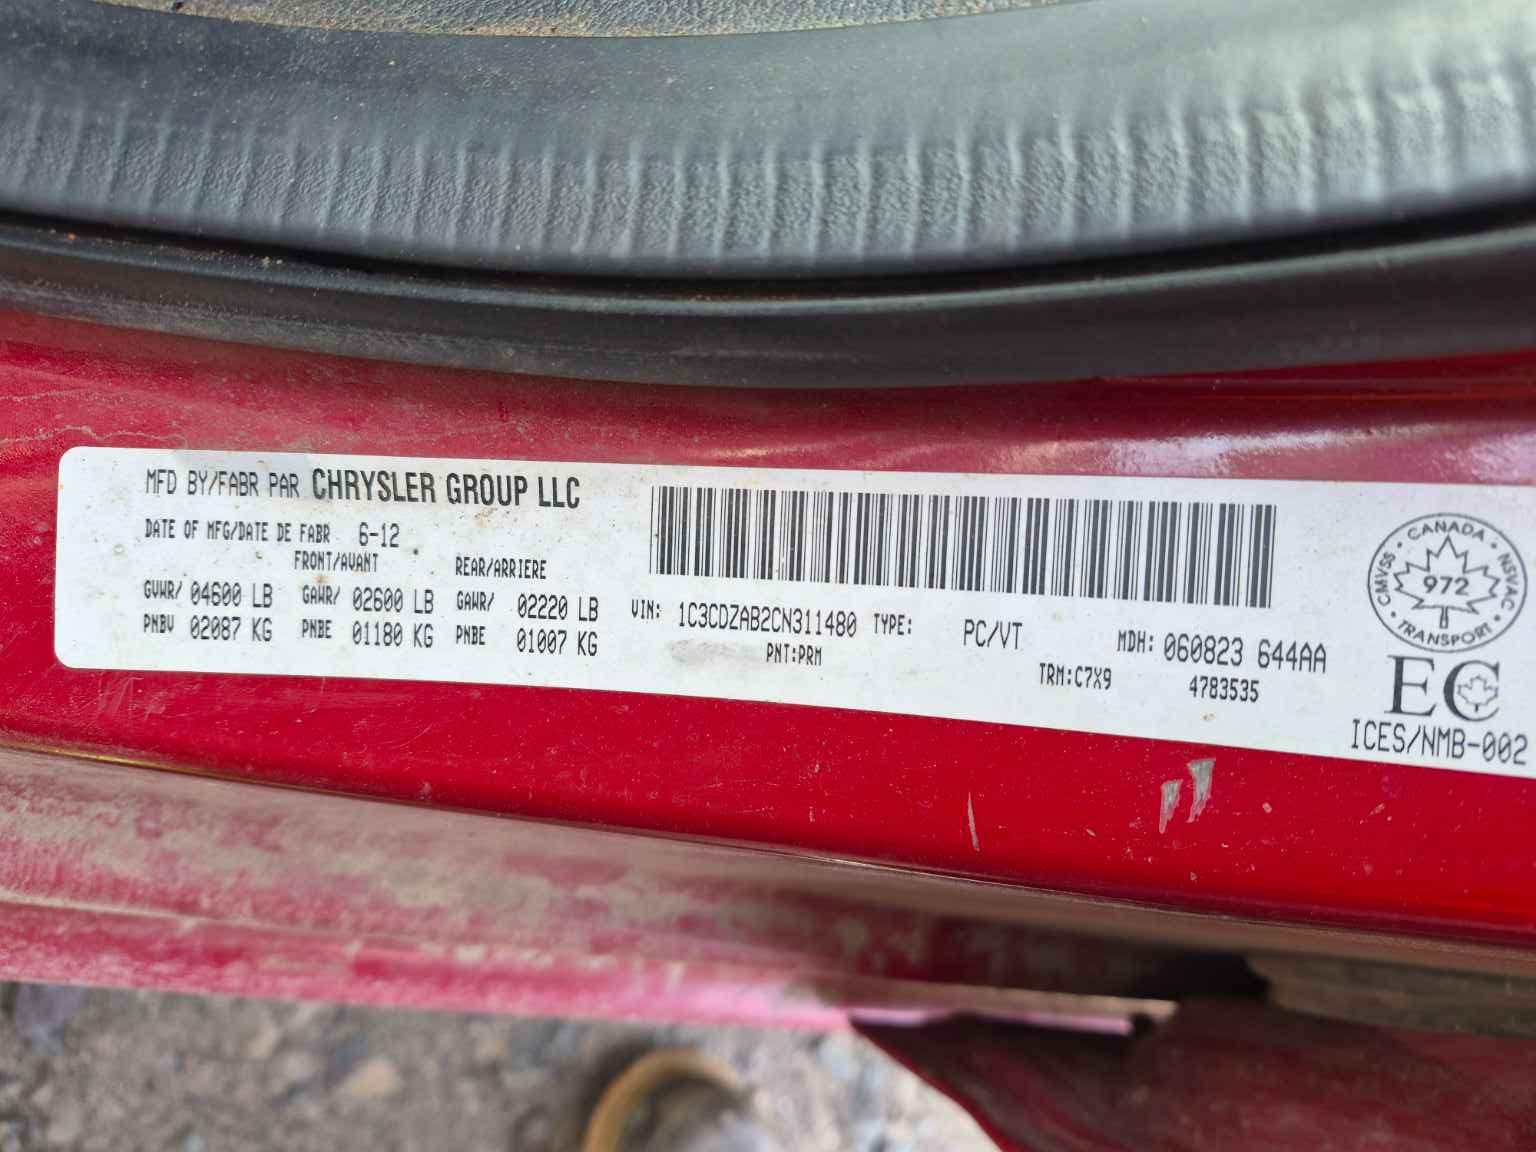 MFD BY/FABR PAR CHRYSLER GROUP LLC
DATE OF MFG/DATE DE FABR 6-12
FRONT/AVANT REAR/ARRIERE
GVWR/ 04600 LB GAWR/ 02600 LB GAWR/ 02220 LB
PNBV 02087 KG PNBE 01180 KG PNBE 01007 KG
VIN: 1C3CDZAB2CN311480 TYPE: PC/VT MDH: 060823 644AA
PNT:PRM TRM:C7X9 4783535
CANADA
CMVSS 972 NSVAC
TRANSPORT
EC
ICES/NMB-002